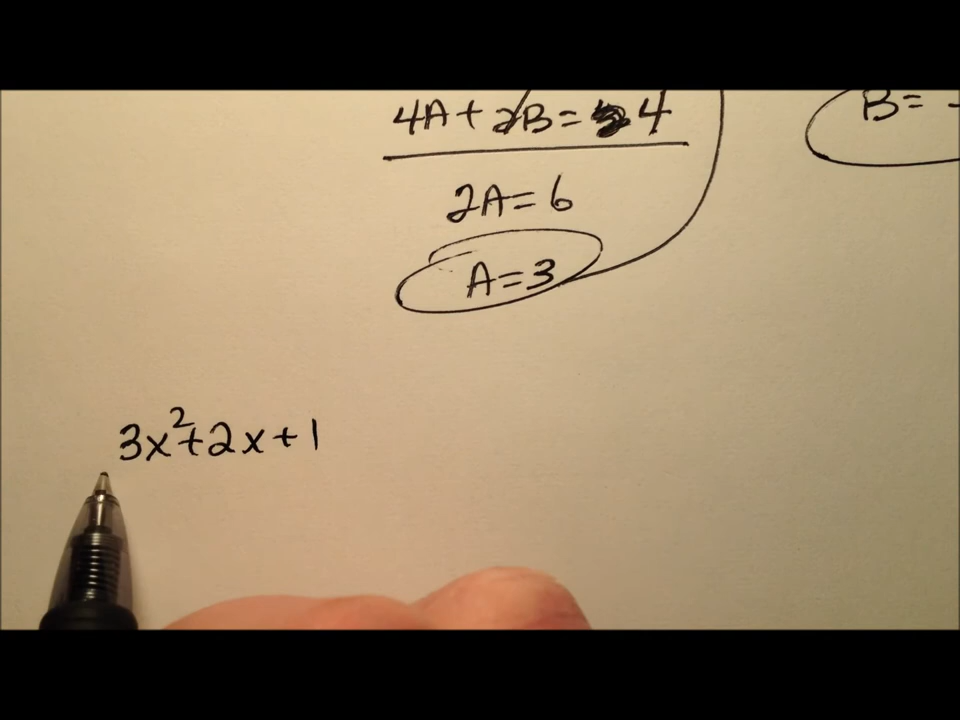 4A + 2B = 4
B = -
2A = 6
A = 3
3x²+2x+1